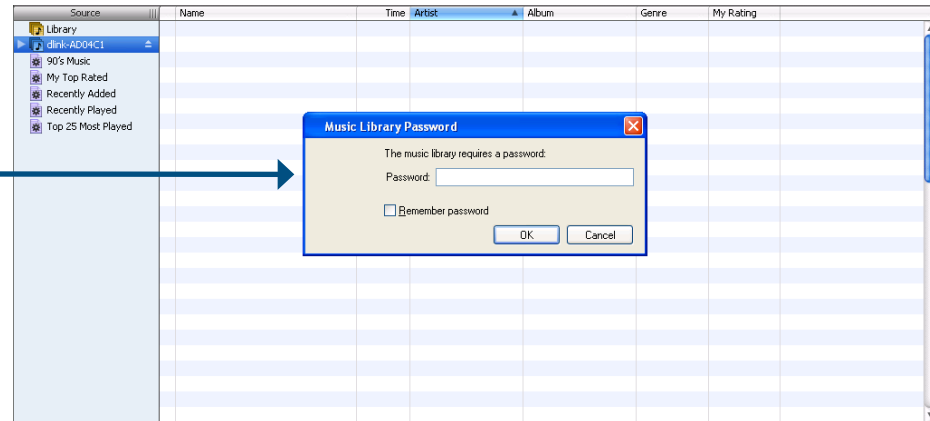 Source Name Time Artist Album Genre My Rating
Library
dlink-AD04C1
90's Music
My Top Rated
Recently Added
Recently Played
Top 25 Most Played
Music Library Password
The music library requires a password:
Password:
Remember password
OK Cancel